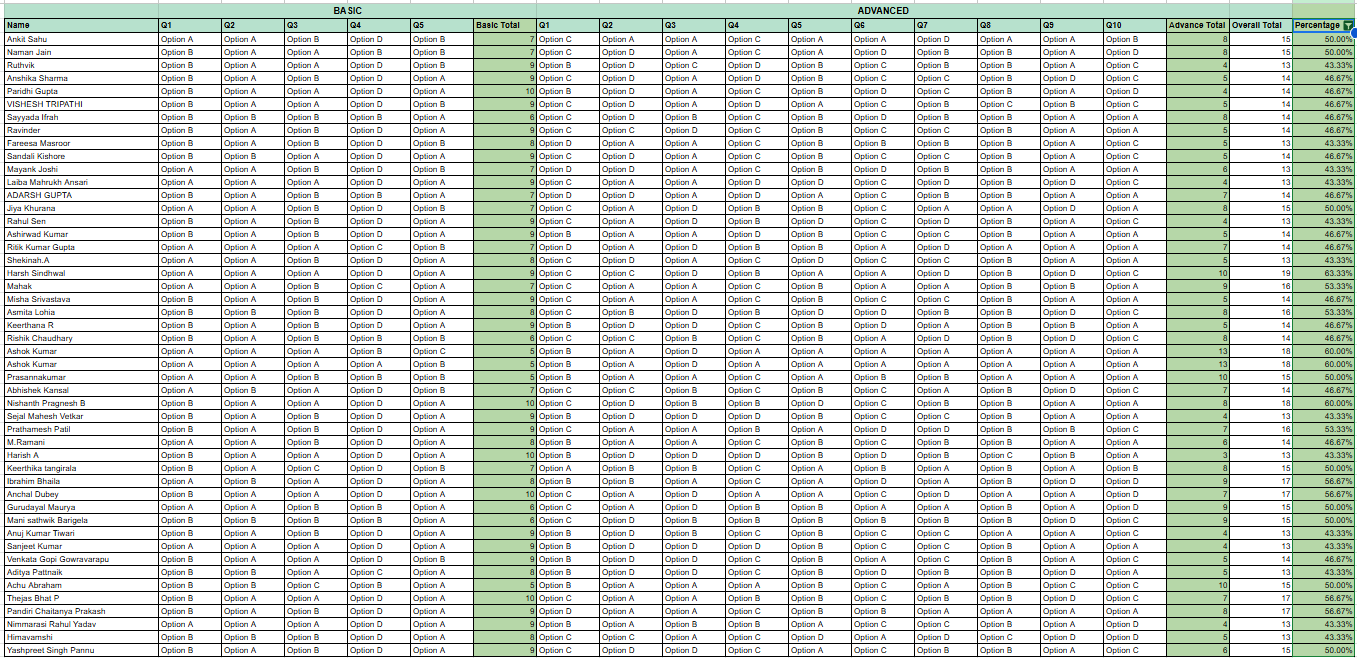 BASIC ADVANCED
Name Q1 Q2 Q3 Q4 Q5 Basic Total Q1 Q2 Q3 Q4 Q5 Q6 Q7 Q8 Q9 Q10 Advance Total Overall Total Percentage
Ankit Sahu Option A Option A Option B Option D Option B 7 Option C Option A Option A Option C Option A Option A Option D Option A Option A Option B 8 15 50.00%
Naman Jain Option B Option A Option B Option D Option B 7 Option C Option D Option A Option C Option A Option C Option B Option B Option D Option A 8 15 50.00%
Ruthvik Option B Option A Option A Option D Option B 9 Option B Option D Option C Option D Option B Option B Option C Option B Option A Option C 4 13 43.33%
Anshika Sharma Option B Option A Option B Option D Option A 9 Option C Option D Option A Option C Option B Option C Option C Option B Option D Option C 5 14 46.67%
Paridhi Gupta Option B Option A Option A Option D Option A 10 Option B Option D Option A Option C Option B Option D Option C Option B Option A Option C 4 14 46.67%
VISHESH TRIPATHI Option B Option A Option A Option D Option B 9 Option C Option D Option A Option D Option A Option C Option B Option C Option B Option C 5 14 46.67%
Sayyada Ifrah Option B Option A Option B Option B Option A 6 Option C Option D Option A Option C Option B Option D Option B Option B Option A Option A 8 14 46.67%
Ravinder Option B Option A Option B Option D Option A 9 Option C Option C Option D Option C Option B Option C Option C Option B Option A Option A 5 14 46.67%
Fareesa Masroor Option B Option A Option B Option D Option B 8 Option D Option A Option A Option C Option B Option B Option B Option B Option A Option C 5 13 43.33%
Sandali Kishore Option B Option B Option A Option D Option A 9 Option C Option D Option A Option C Option B Option C Option B Option B Option A Option C 5 14 46.67%
Mayank Joshi Option B Option A Option B Option D Option B 7 Option D Option D Option A Option C Option B Option C Option B Option B Option A Option A 6 13 43.33%
Laiba Mahrukh Ansari Option A Option A Option A Option D Option A 9 Option C Option A Option A Option D Option D Option C Option B Option B Option D Option C 4 13 43.33%
ADARSH GUPTA Option B Option A Option B Option B Option A 7 Option D Option D Option A Option D Option A Option D Option B Option A Option A Option A 7 14 46.67%
Jiya Khurana Option A Option A Option B Option D Option B 7 Option C Option A Option D Option B Option B Option C Option A Option A Option D Option A 8 15 50.00%
Rahul Sen Option B Option A Option B Option D Option A 9 Option C Option A Option D Option D Option D Option C Option D Option B Option A Option C 4 13 43.33%
Ashirwad Kumar Option B Option A Option B Option D Option A 9 Option C Option A Option D Option B Option A Option C Option C Option B Option A Option A 5 14 46.67%
Ritik Kumar Gupta Option A Option A Option A Option C Option B 7 Option D Option A Option D Option B Option B Option A Option D Option A Option A Option A 7 14 46.67%
Shekinah.A Option A Option A Option B Option D Option A 8 Option C Option D Option A Option C Option D Option C Option B Option B Option A Option A 5 13 43.33%
Harsh Sindhwal Option A Option A Option B Option D Option A 9 Option C Option C Option D Option B Option A Option A Option D Option B Option D Option C 10 19 63.33%
Mahak Option A Option A Option B Option C Option A 7 Option C Option A Option A Option C Option B Option A Option A Option B Option B Option A 9 16 53.33%
Misha Srivastava Option B Option A Option B Option D Option A 9 Option C Option A Option A Option C Option B Option C Option C Option B Option A Option A 5 14 46.67%
Asmita Lohia Option B Option B Option B Option D Option A 8 Option C Option B Option D Option B Option D Option D Option B Option B Option D Option C 8 16 53.33%
Keerthana R Option B Option A Option B Option D Option A 9 Option B Option D Option D Option C Option B Option D Option A Option B Option B Option A 5 14 46.67%
Rishik Chaudhary Option B Option A Option A Option B Option B 6 Option C Option C Option B Option C Option A Option A Option D Option B Option A Option A 8 14 46.67%
Ashok Kumar Option A Option A Option A Option B Option C 5 Option B Option A Option D Option A Option A Option A Option A Option A Option A Option A 13 18 60.00%
Ashok Kumar Option A Option A Option B Option B Option B 5 Option B Option A Option D Option A Option A Option A Option A Option A Option A Option A 13 18 60.00%
Prasannakumar Option A Option A Option A Option B Option B 5 Option B Option A Option A Option C Option A Option B Option B Option A Option A Option A 10 15 50.00%
Abhishek Kansal Option A Option B Option A Option D Option B 7 Option C Option C Option B Option C Option A Option A Option A Option B Option D Option C 7 14 46.67%
Nishanth Pragnesh B Option B Option A Option A Option D Option A 10 Option C Option D Option B Option B Option D Option C Option D Option B Option A Option A 8 18 60.00%
Sejal Mahesh Vetkar Option B Option A Option B Option D Option A 9 Option B Option D Option D Option C Option B Option C Option C Option B Option A Option C 4 13 43.33%
Prathamesh Patil Option B Option A Option B Option D Option A 9 Option C Option A Option A Option B Option A Option D Option D Option B Option B Option C 7 16 53.33%
M.Ramani Option A Option A Option B Option D Option A 8 Option B Option A Option A Option C Option B Option C Option B Option B Option A Option A 6 14 46.67%
Harish A Option B Option A Option A Option D Option A 10 Option B Option D Option D Option C Option B Option D Option B Option C Option B Option A 3 13 43.33%
Keerthika tangirala Option B Option A Option C Option D Option B 7 Option A Option B Option B Option C Option A Option B Option B Option B Option A Option A 8 15 50.00%
Ibrahim Bhaila Option A Option B Option A Option D Option A 8 Option B Option B Option A Option C Option A Option C Option D Option B Option D Option D 9 17 56.67%
Anchal Dubey Option B Option A Option A Option D Option A 10 Option C Option A Option D Option A Option C Option A Option D Option A Option A Option D 7 17 56.67%
Gurudayal Maurya Option A Option A Option B Option B Option A 6 Option C Option A Option D Option B Option B Option A Option B Option B Option A Option A 9 15 50.00%
Mani sathwik Barigela Option B Option B Option B Option B Option A 6 Option C Option D Option B Option B Option A Option B Option B Option B Option D Option C 9 15 50.00%
Anuj Kumar Tiwari Option B Option A Option B Option D Option A 9 Option B Option D Option D Option C Option B Option C Option C Option B Option A Option A 4 13 43.33%
Sanjeet Kumar Option B Option A Option A Option D Option B 9 Option B Option D Option D Option D Option A Option C Option C Option B Option A Option D 4 13 43.33%
Venkata Gopi Gowravarapu Option B Option A Option A Option D Option B 9 Option C Option D Option D Option C Option B Option D Option B Option B Option A Option A 5 14 46.67%
Aditya Pattnaik Option B Option B Option A Option C Option A 8 Option B Option D Option D Option C Option A Option D Option B Option B Option D Option A 5 13 43.33%
Achu Abraham Option B Option B Option C Option B Option A 5 Option B Option A Option A Option A Option B Option B Option A Option B Option C Option C 10 15 50.00%
Thejas Bhat P Option B Option A Option A Option D Option A 10 Option C Option A Option A Option B Option B Option C Option B Option B Option D Option C 7 17 56.67%
Pandiri Chaitanya Prakash Option B Option A Option B Option D Option A 9 Option D Option A Option A Option C Option B Option B Option A Option A Option A Option A 8 17 56.67%
Nimmarasi Rahul Yadav Option A Option A Option A Option D Option A 9 Option B Option A Option B Option B Option A Option C Option C Option B Option A Option D 4 13 43.33%
Himavamshi Option B Option B Option B Option D Option A 8 Option C Option C Option A Option C Option D Option A Option D Option C Option D Option A 5 13 43.33%
Yashpreet Singh Pannu Option B Option A Option B Option D Option A 9 Option C Option B Option A Option C Option B Option C Option B Option B Option A Option A 6 15 50.00%